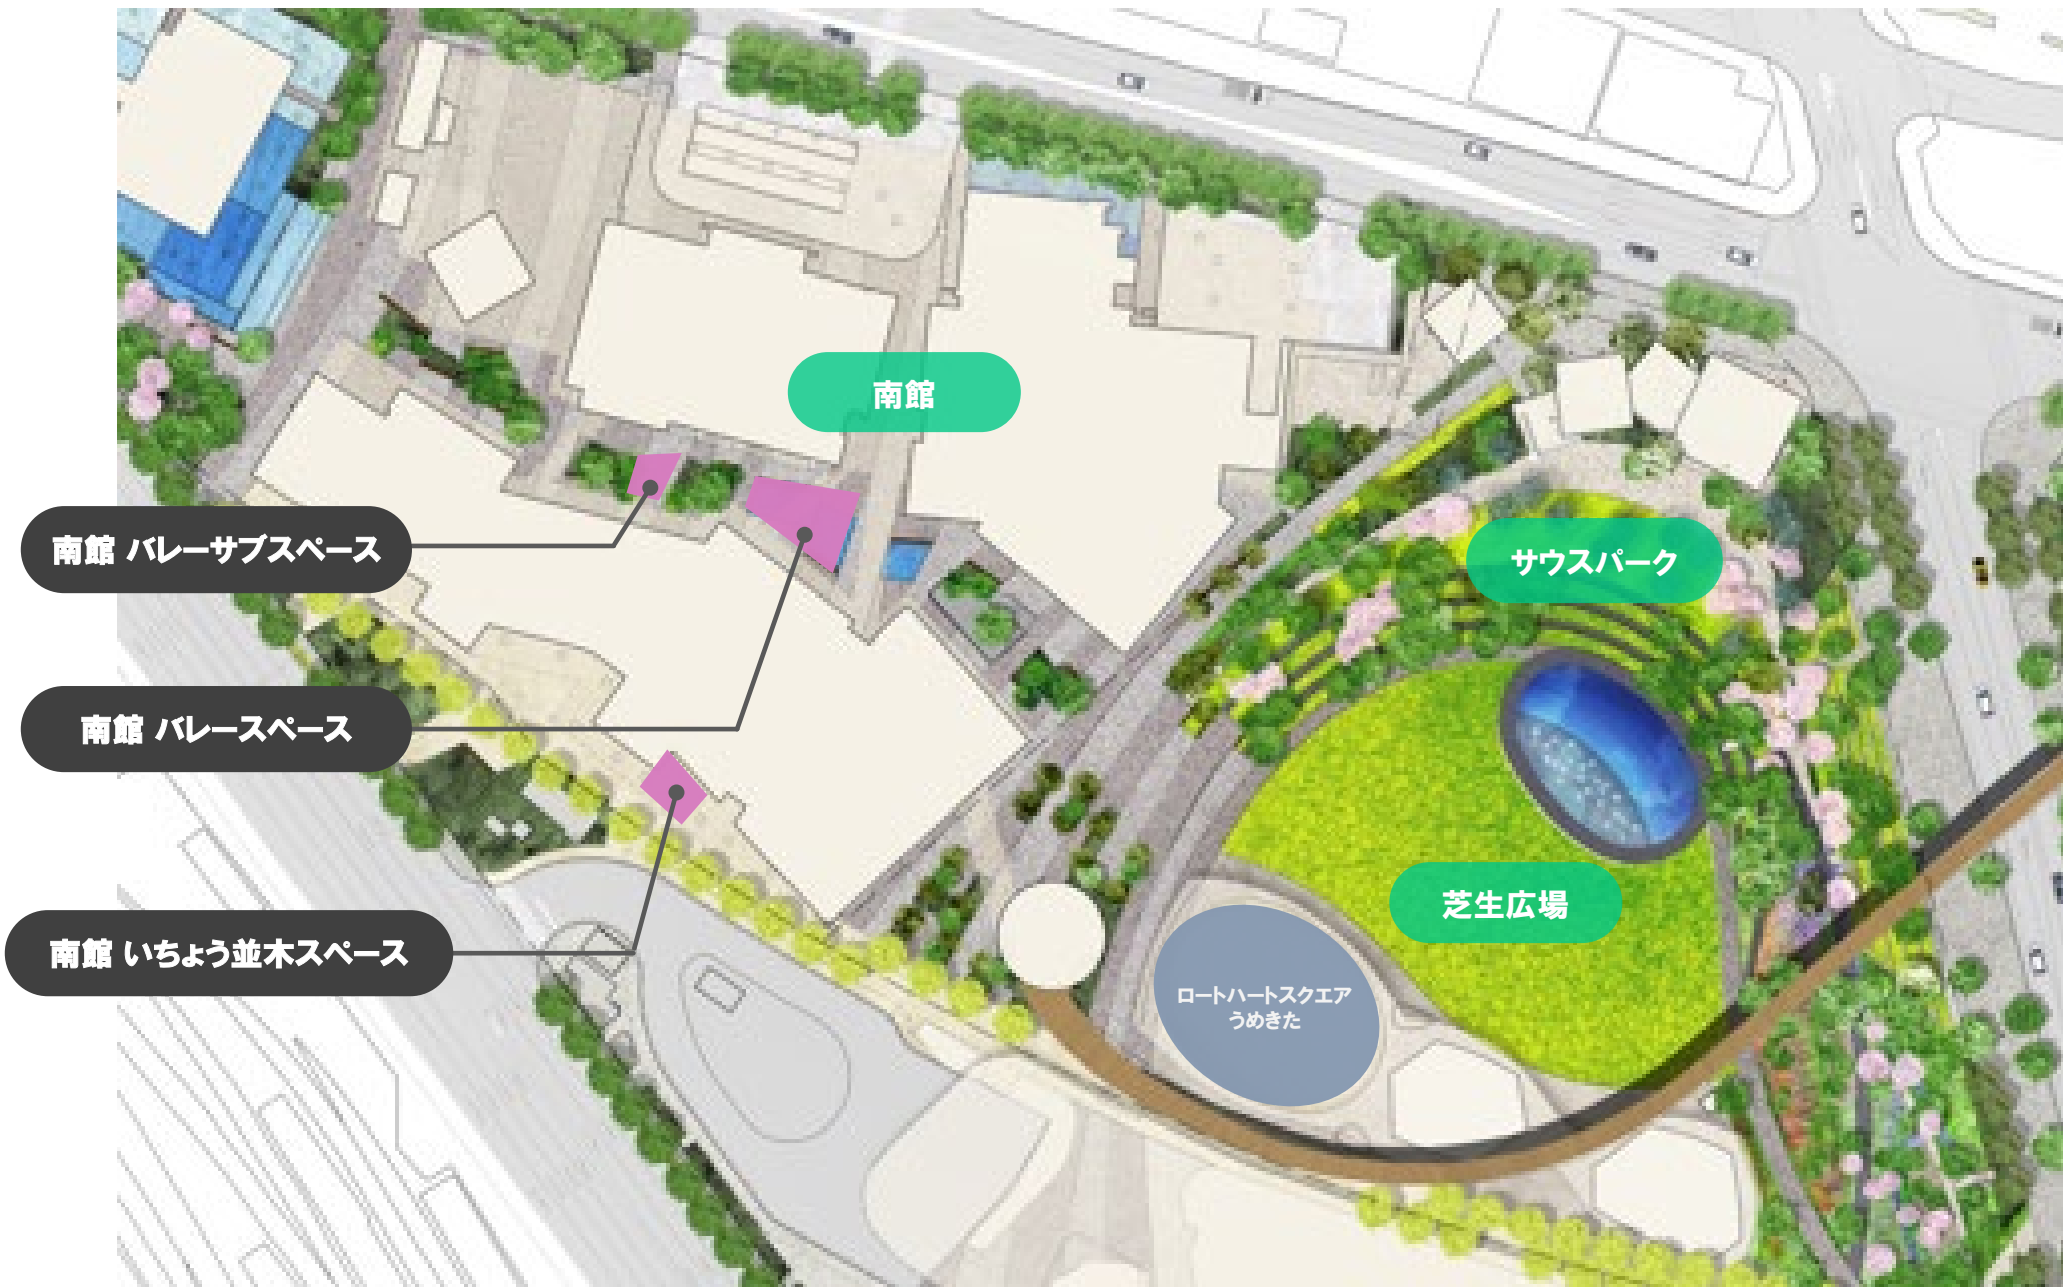 南館
南館 バレーサブスペース
サウスパーク
南館 バレースペース
芝生広場
南館 いちょう並木スペース
ロートハートスクエア
うめきた